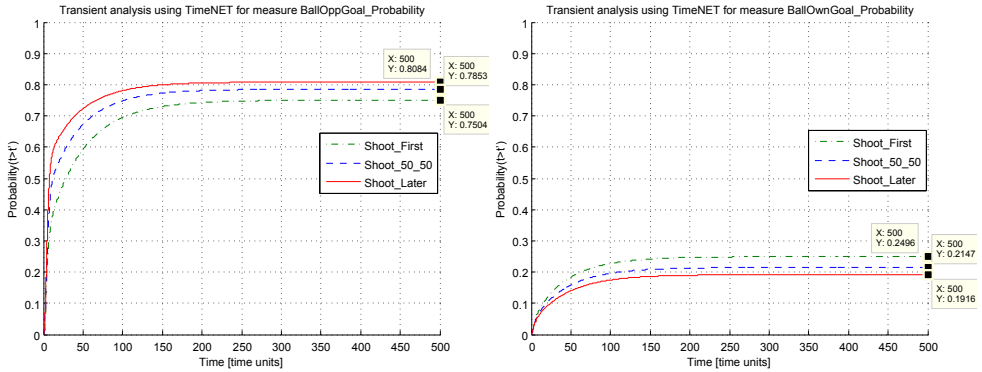 Transient analysis using TimeNET for measure BallOppGoal_Probability
1
0.9
0.8
0.7
0.6
0.5
0.4
0.3
0.2
0.1
0
Probability(t>t')
X: 500
Y: 0.8084
X: 500
Y: 0.7853
X: 500
Y: 0.7504
Shoot_First
Shoot_50_50
Shoot_Later
0 50 100 150 200 250 300 350 400 450 500
Time [time units]
Transient analysis using TimeNET for measure BallOwnGoal_Probability
1
0.9
0.8
0.7
0.6
0.5
0.4
0.3
0.2
0.1
0
Probability(t>t')
Shoot_First
Shoot_50_50
Shoot_Later
X: 500
Y: 0.2496
X: 500
Y: 0.2147
X: 500
Y: 0.1916
0 50 100 150 200 250 300 350 400 450 500
Time [time units]